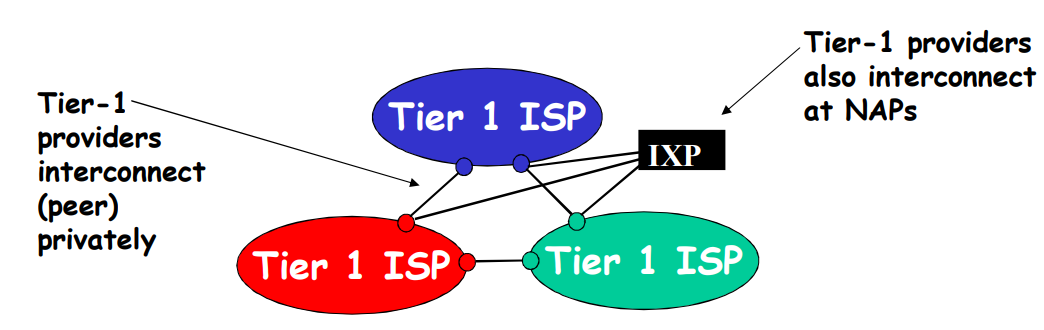 Tier-1 providers
also interconnect
at NAPs
Tier-1
providers
interconnect
(peer)
privately
Tier 1 ISP
IXP
Tier 1 ISP
Tier 1 ISP